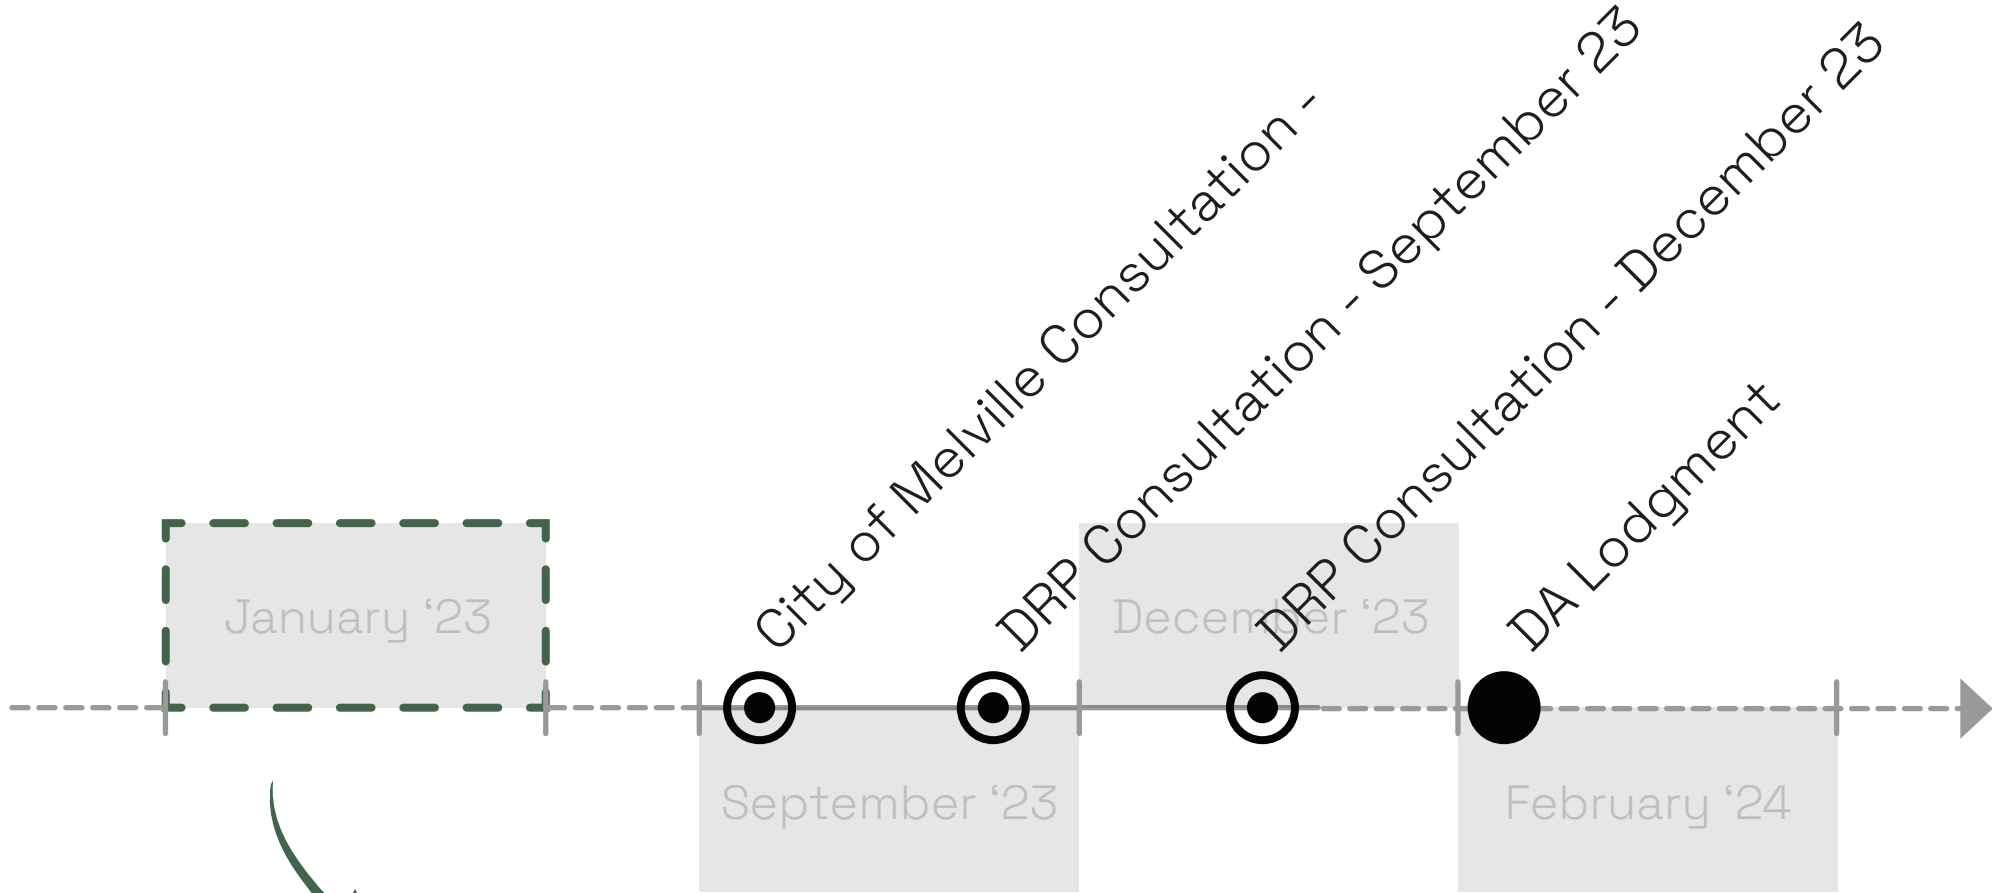 City of Melville Consultation -
DRP Consultation - September 23
DRP Consultation - December 23
DA Lodgment
January ‘23
December ‘23
September ‘23
February ‘24